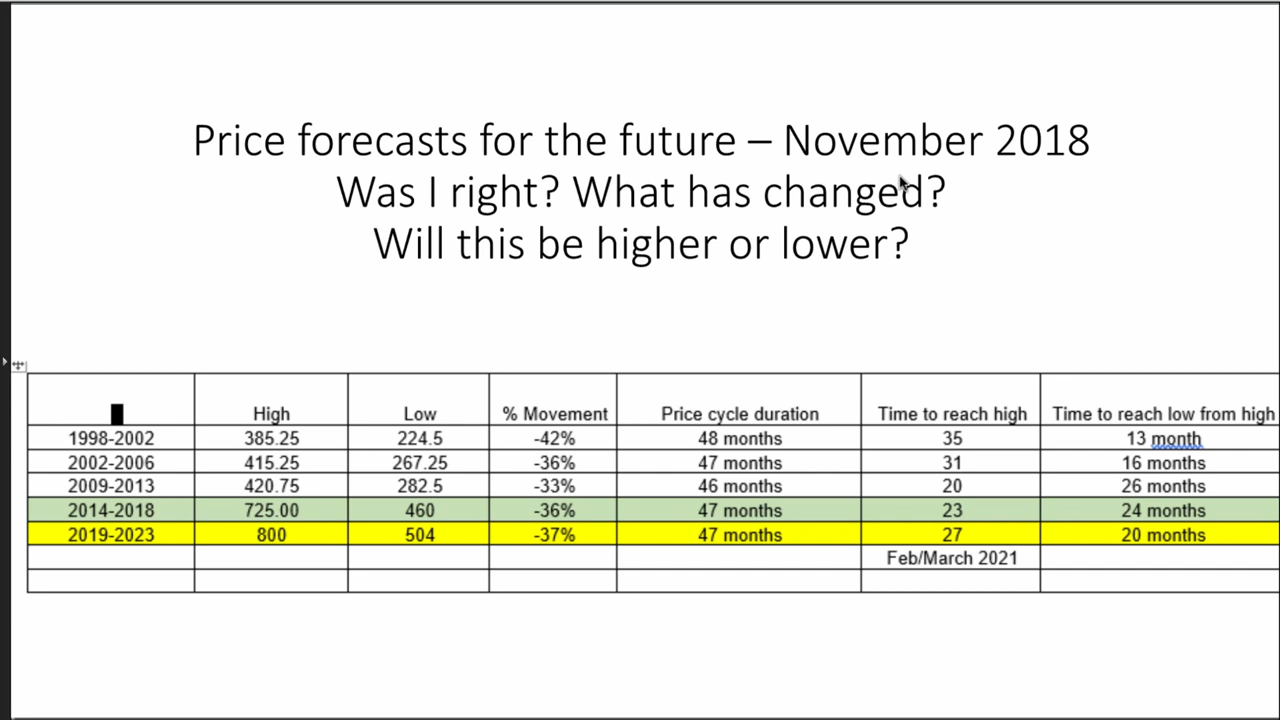 Price forecasts for the future – November 2018
Was I right? What has changed?
Will this be higher or lower?
High Low % Movement Price cycle duration Time to reach high Time to reach low from high
1998-2002 385.25 224.5 -42% 48 months 35 13 month
2002-2006 415.25 267.25 -36% 47 months 31 16 months
2009-2013 420.75 282.5 -33% 46 months 20 26 months
2014-2018 725.00 460 -36% 47 months 23 24 months
2019-2023 800 504 -37% 47 months 27 20 months
Feb/March 2021